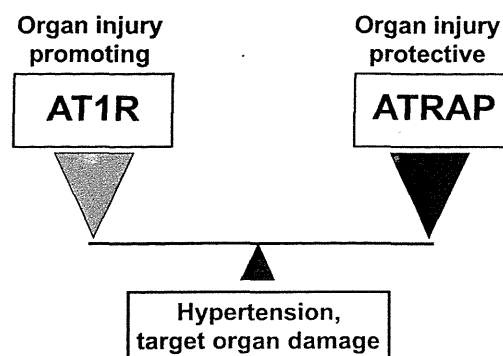 Organ injury
promoting
AT1R
Organ injury
protective
ATRAP
Hypertension,
target organ damage